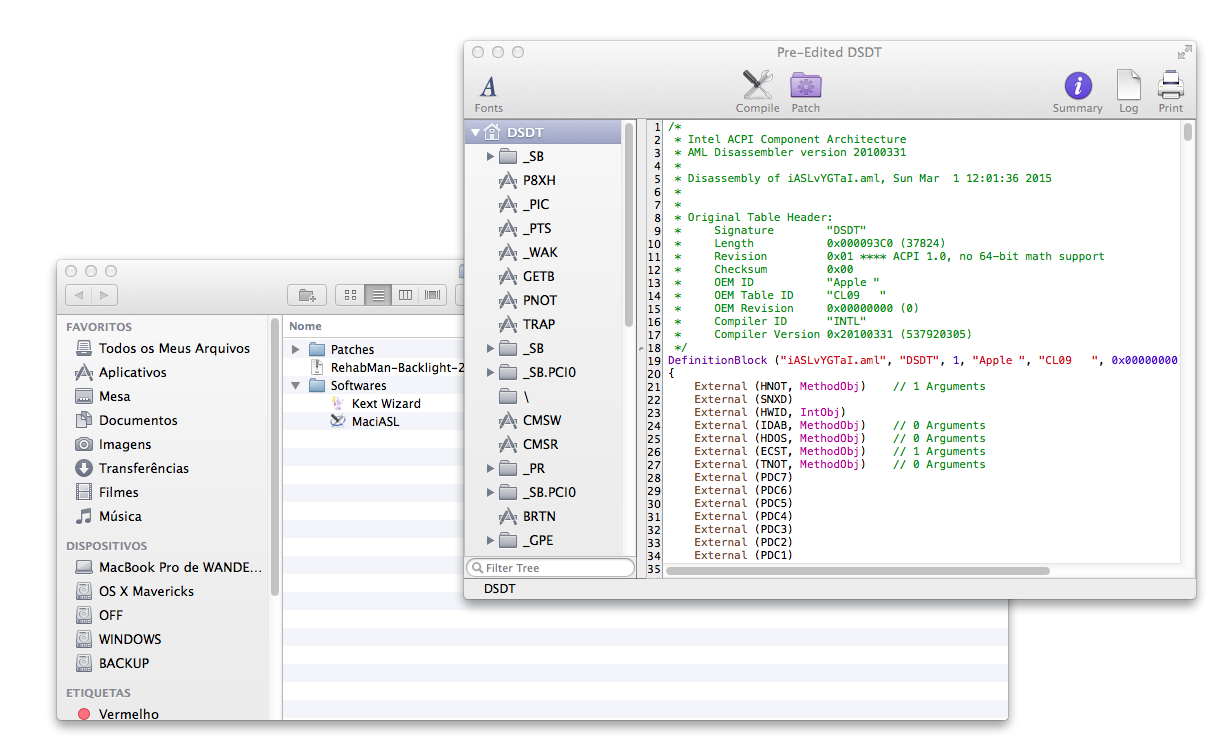 Pre-Edited DSDT
A
Fonts
Compile
Patch
i
Summary
Log
Print
DSDT
_SB
P8XH
_PIC
_PTS
_WAK
GETB
PNOT
TRAP
_SB
_SB.PCI0
\
CMSW
CMSR
_PR
_SB.PCI0
BRTN
_GPE
Filter Tree
DSDT
1 /*
2  * Intel ACPI Component Architecture
3  * AML Disassembler version 20100331
4  *
5  * Disassembly of iASLvYGTaI.aml, Sun Mar  1 12:01:36 2015
6  *
7  *
8  * Original Table Header:
9  *     Signature        "DSDT"
10  *     Length           0x000093C0 (37824)
11  *     Revision         0x01 **** ACPI 1.0, no 64-bit math support
12  *     Checksum         0x00
13  *     OEM ID           "Apple "
14  *     OEM Table ID     "CL09   "
15  *     OEM Revision     0x00000000 (0)
16  *     Compiler ID      "INTL"
17  *     Compiler Version 0x20100331 (537920305)
18  */
19 DefinitionBlock ("iASLvYGTaI.aml", "DSDT", 1, "Apple ", "CL09   ", 0x00000000
20 {
21     External (HNOT, MethodObj)    // 1 Arguments
22     External (SNXD)
23     External (HWID, IntObj)
24     External (IDAB, MethodObj)    // 0 Arguments
25     External (HDOS, MethodObj)    // 0 Arguments
26     External (ECST, MethodObj)    // 1 Arguments
27     External (TNOT, MethodObj)    // 0 Arguments
28     External (PDC7)
29     External (PDC6)
30     External (PDC5)
31     External (PDC4)
32     External (PDC3)
33     External (PDC2)
34     External (PDC1)
35
FAVORITOS
Todos os Meus Arquivos
Aplicativos
Mesa
Documentos
Imagens
Transferências
Filmes
Música
DISPOSITIVOS
MacBook Pro de WANDE...
OS X Mavericks
OFF
WINDOWS
BACKUP
ETIQUETAS
Vermelho
Nome
Patches
RehabMan-Backlight-2
Softwares
Kext Wizard
MaciASL